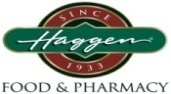 SINCE
Haggen
1933
FOOD & PHARMACY